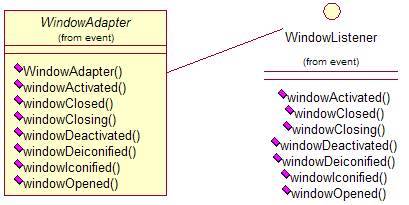 WindowAdapter
(from event)
WindowAdapter()
windowActivated()
windowClosed()
windowClosing()
windowDeactivated()
windowDeiconified()
windowIconified()
windowOpened()
WindowListener
(from event)
windowActivated()
windowClosed()
windowClosing()
windowDeactivated()
windowDeiconified()
windowIconified()
windowOpened()